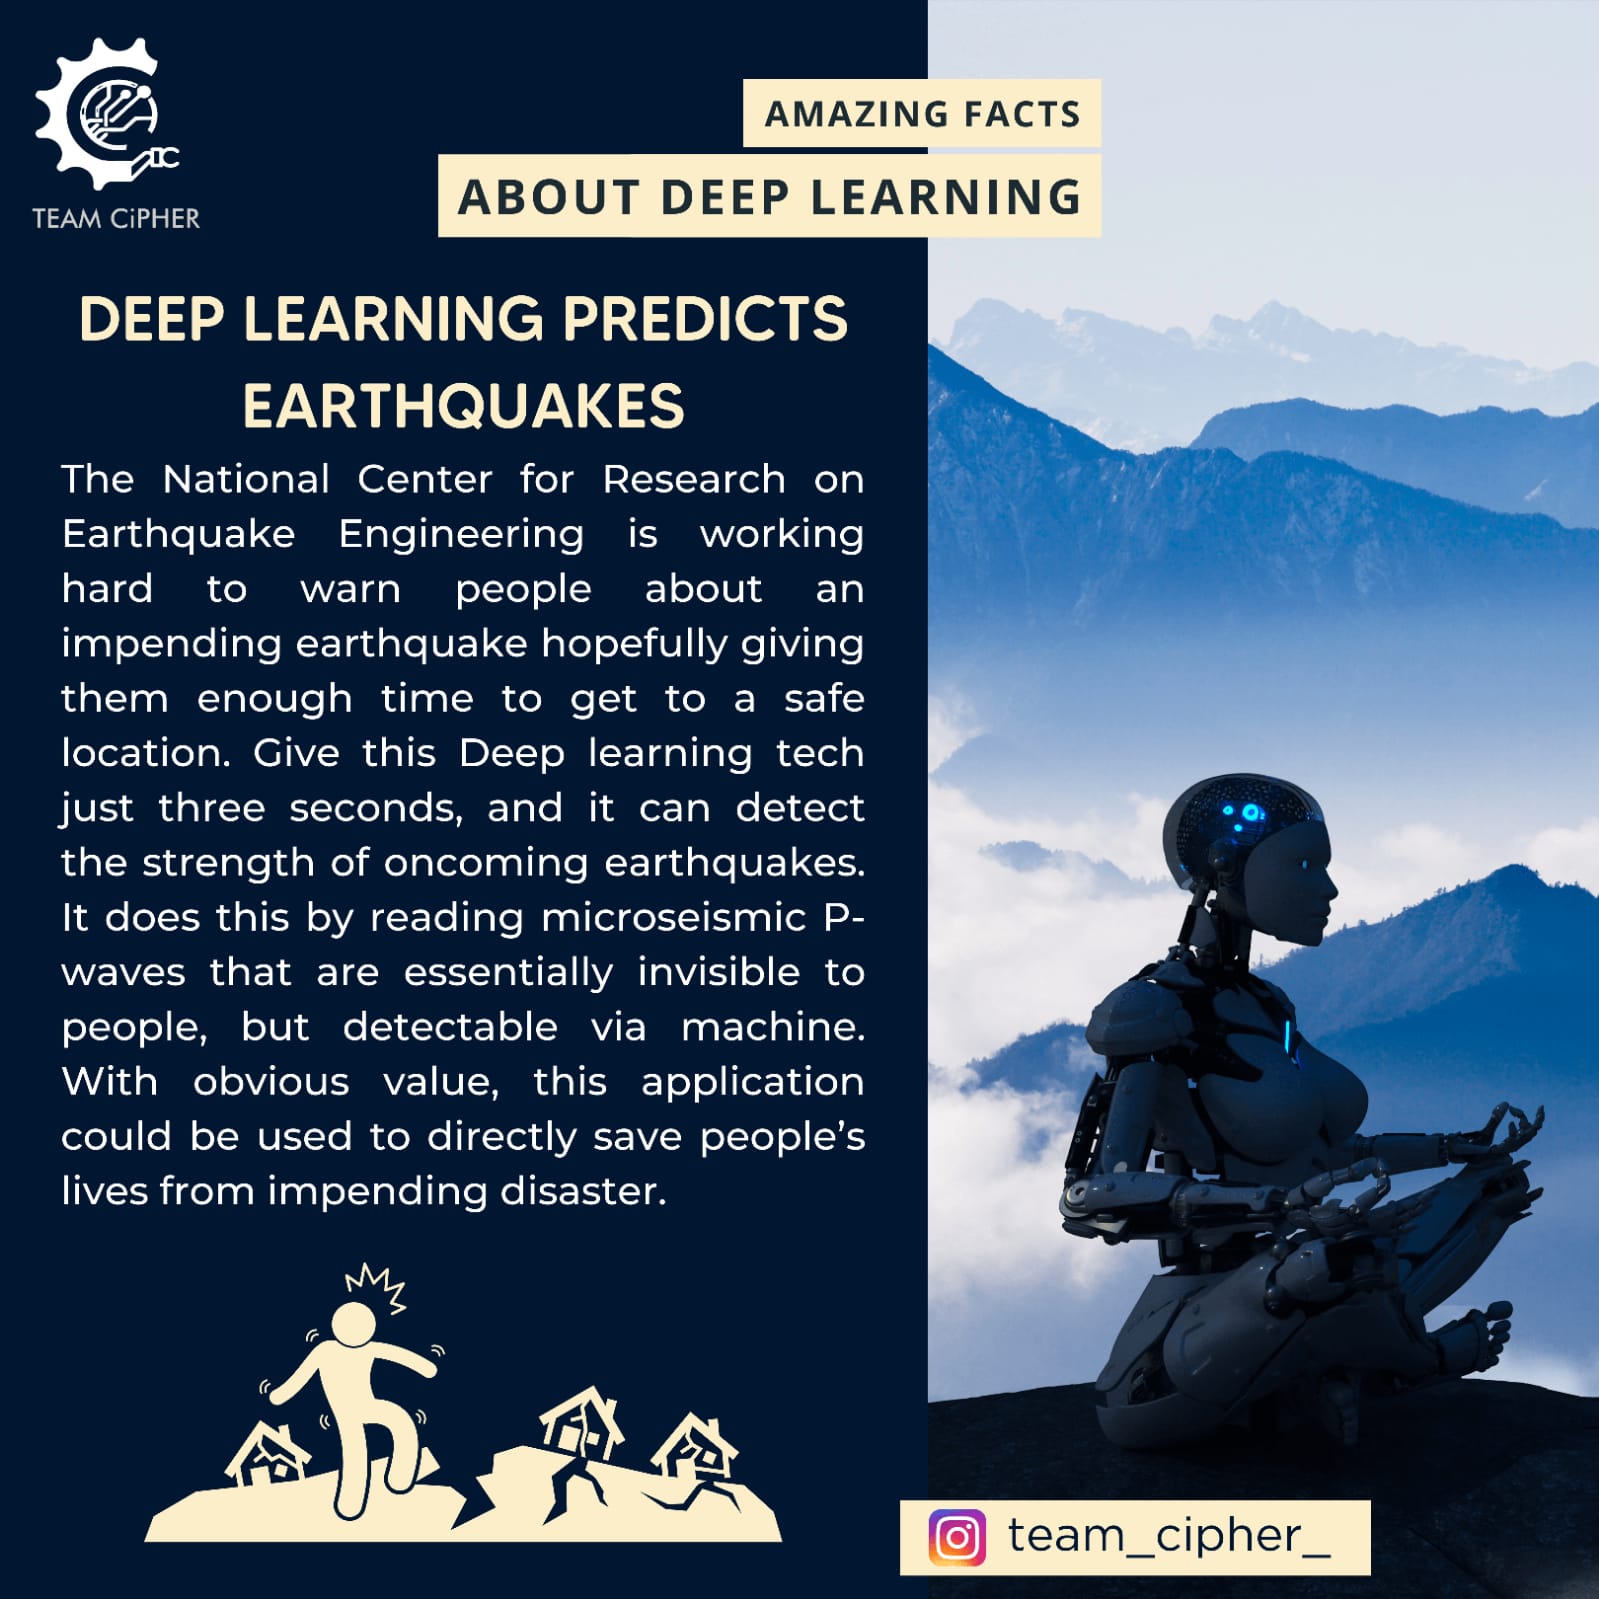 TEAM CiPHER
AMAZING FACTS
ABOUT DEEP LEARNING
DEEP LEARNING PREDICTS
EARTHQUAKES
The National Center for Research on
Earthquake Engineering is working
hard to warn people about an
impending earthquake hopefully giving
them enough time to get to a safe
location. Give this Deep learning tech
just three seconds, and it can detect
the strength of oncoming earthquakes.
It does this by reading microseismic P-
waves that are essentially invisible to
people, but detectable via machine.
With obvious value, this application
could be used to directly save people's
lives from impending disaster.
team_cipher_